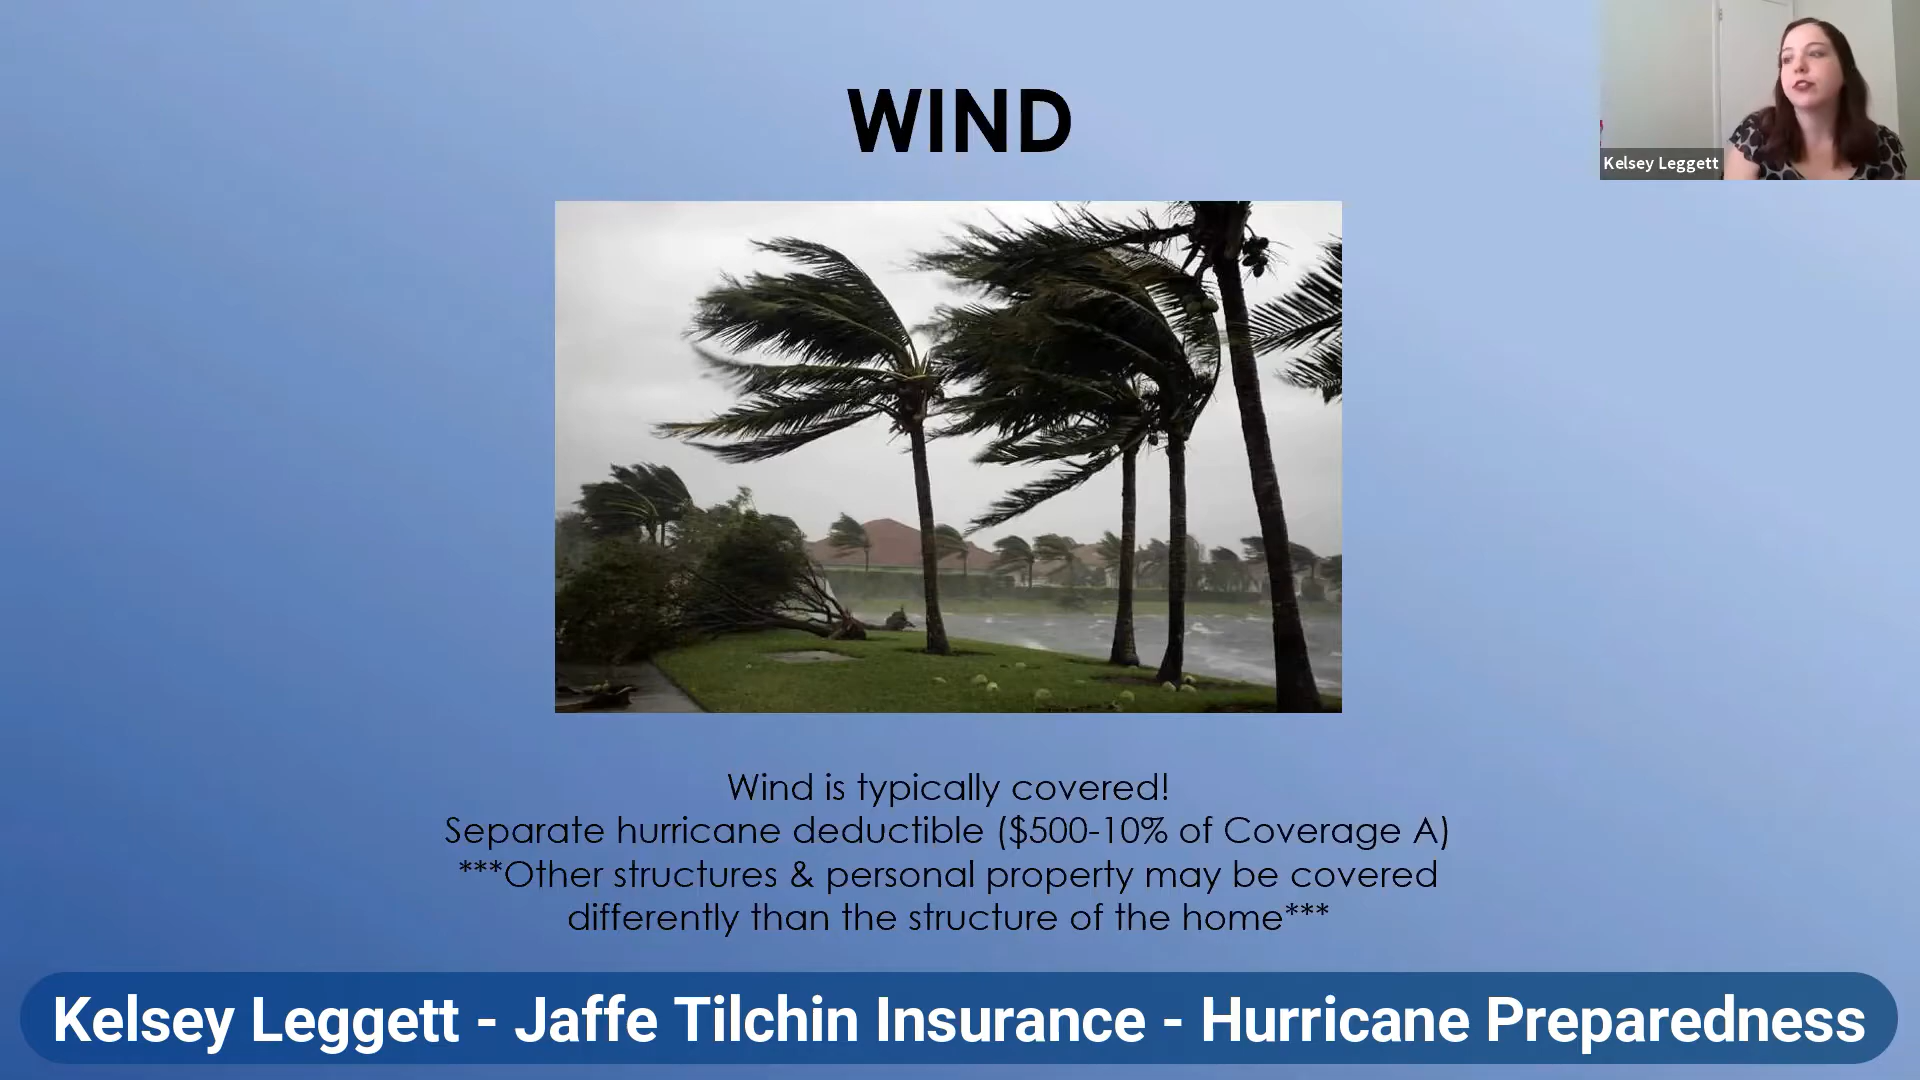 WIND
Kelsey Leggett
Wind is typically covered!
Separate hurricane deductible ($500-10% of Coverage A)
***Other structures & personal property may be covered
differently than the structure of the home***
Kelsey Leggett - Jaffe Tilchin Insurance - Hurricane Preparedness